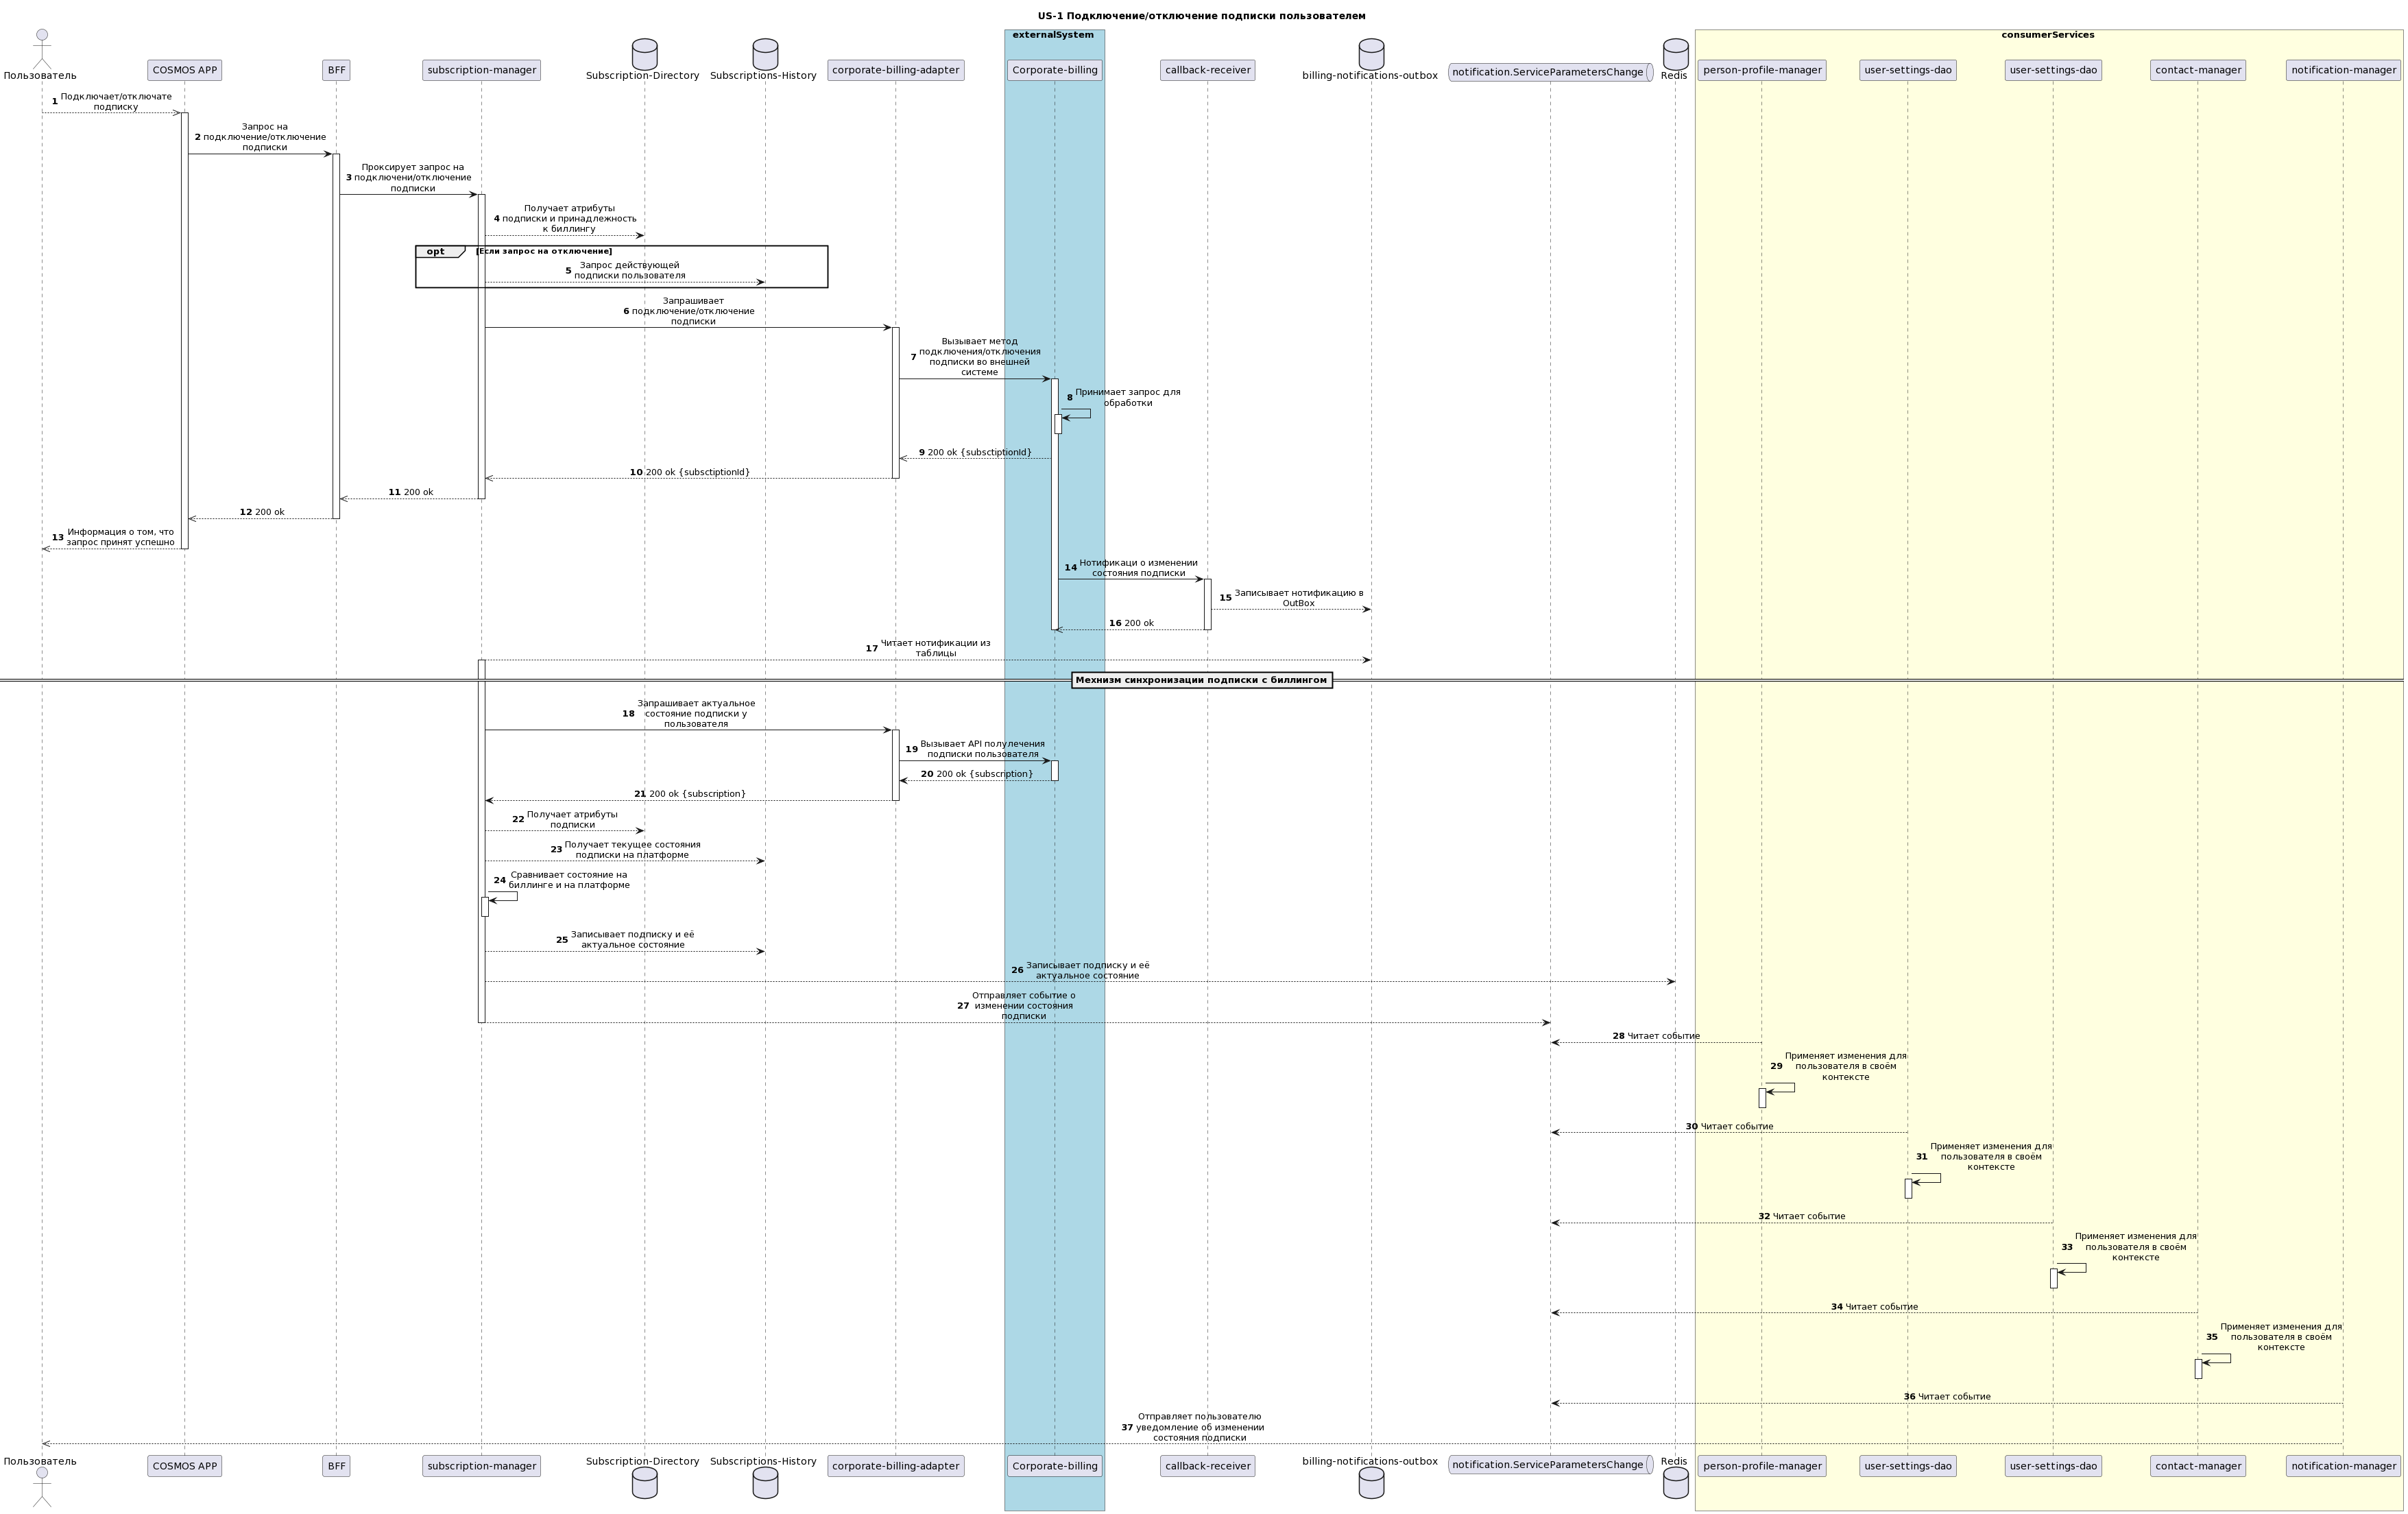 US-1 Подключение/отключение подписки пользователем
externalSystem
consumerServices
Пользователь
COSMOS APP
BFF
subscription-manager
Subscription-Directory
Subscriptions-History
corporate-billing-adapter
Corporate-billing
callback-receiver
billing-notifications-outbox
notification.ServiceParametersChange
Redis
person-profile-manager
user-settings-dao
user-settings-dao
contact-manager
notification-manager
1 Подключает/отключате
подписку
Запрос на
2 подключение/отключение
подписки
Проксирует запрос на
3 подключени/отключение
подписки
Получает атрибуты
4 подписки и принадлежность
к биллингу
opt [Если запрос на отключение]
5 Запрос действующей
подписки пользователя
Запрашивает
6 подключение/отключение
подписки
Вызывает метод
7 подключения/отключения
подписки во внешней
системе
8 Принимает запрос для
обработки
9 200 ok {subsctiptionId}
10 200 ok {subsctiptionId}
11 200 ok
12 200 ok
13 Информация о том, что
запрос принят успешно
14 Нотификаци о изменении
состояния подписки
15 Записывает нотификацию в
OutBox
16 200 ok
17 Читает нотификации из
таблицы
Мехнизм синхронизации подписки с биллингом
Запрашивает актуальное
18 состояние подписки у
пользователя
19 Вызывает API полулечения
подписки пользователя
20 200 ok {subscription}
21 200 ok {subscription}
22 Получает атрибуты
подписки
23 Получает текущее состояния
подписки на платформе
24 Сравнивает состояние на
биллинге и на платформе
25 Записывает подписку и её
актуальное состояние
26 Записывает подписку и её
актуальное состояние
Отправляет событие о
27 изменении состояния
подписки
28 Читает событие
Применяет изменения для
29 пользователя в своём
контексте
30 Читает событие
Применяет изменения для
31 пользователя в своём
контексте
32 Читает событие
Применяет изменения для
33 пользователя в своём
контексте
34 Читает событие
Применяет изменения для
35 пользователя в своём
контексте
36 Читает событие
Отправляет пользователю
37 уведомление об изменении
состояния подписки
Пользователь
COSMOS APP
BFF
subscription-manager
Subscription-Directory
Subscriptions-History
corporate-billing-adapter
Corporate-billing
callback-receiver
billing-notifications-outbox
notification.ServiceParametersChange
Redis
person-profile-manager
user-settings-dao
user-settings-dao
contact-manager
notification-manager